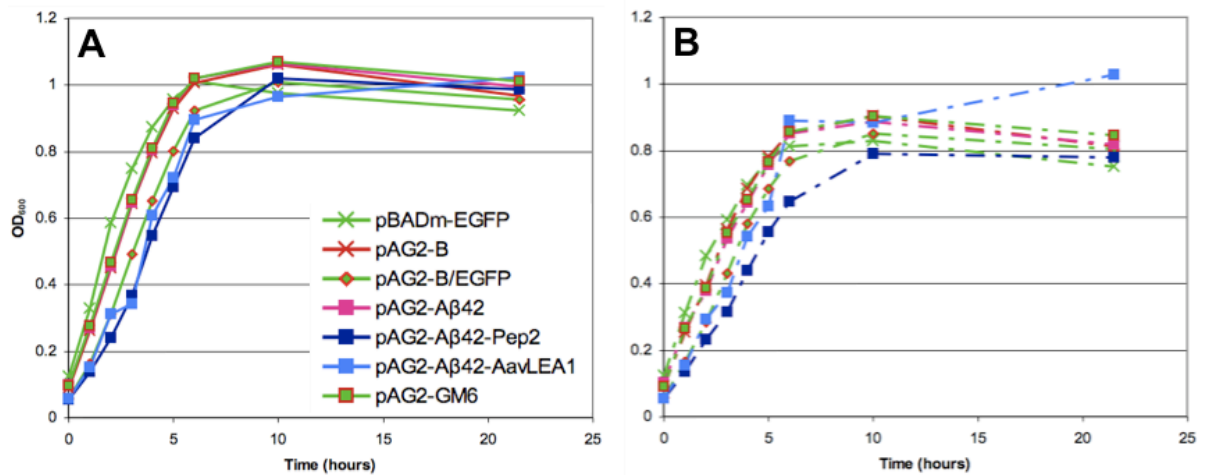 A
1.2
1
0.8
0.6
0.4
0.2
0
OD₆₀₀
0 5 10 15 20 25
Time (hours)
pBADm-EGFP
pAG2-B
pAG2-B/EGFP
pAG2-Aβ42
pAG2-Aβ42-Pep2
pAG2-Aβ42-AavLEA1
pAG2-GM6
B
1.2
1
0.8
0.6
0.4
0.2
0
0 5 10 15 20 25
Time (hours)